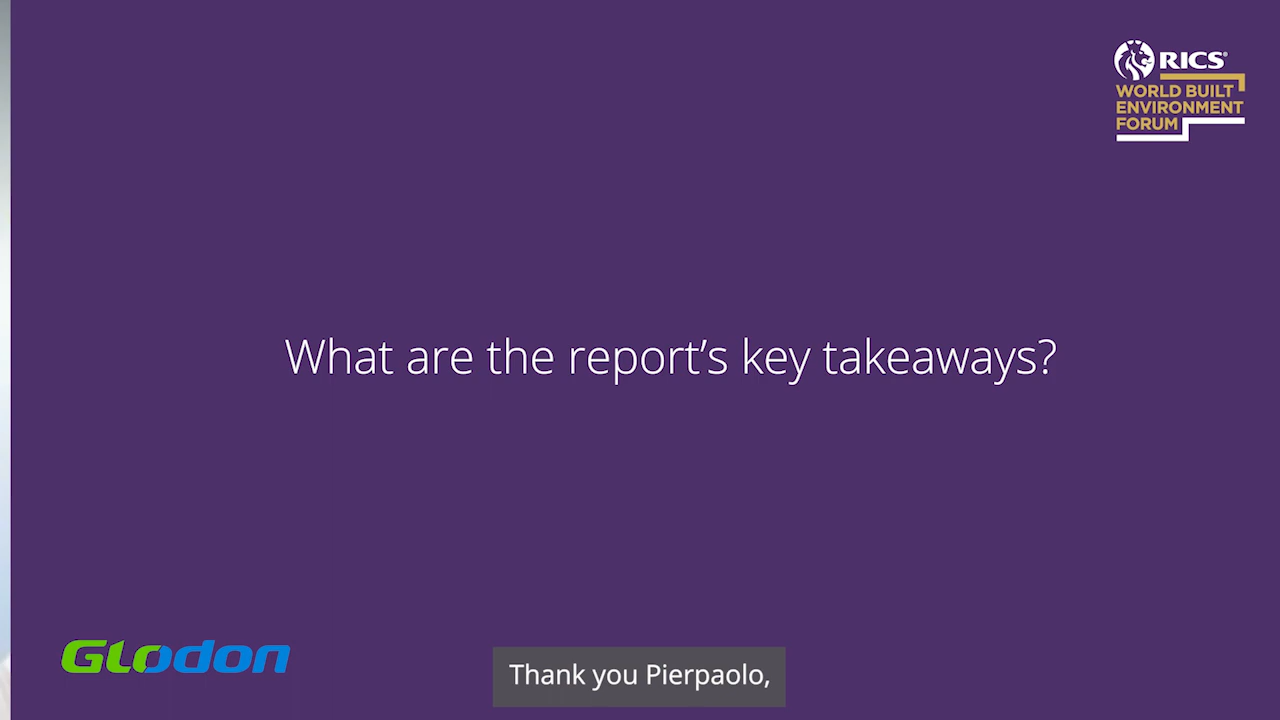 RICS®
WORLD BUILT
ENVIRONMENT
FORUM
What are the report’s key takeaways?
GLODON
Thank you Pierpaolo,